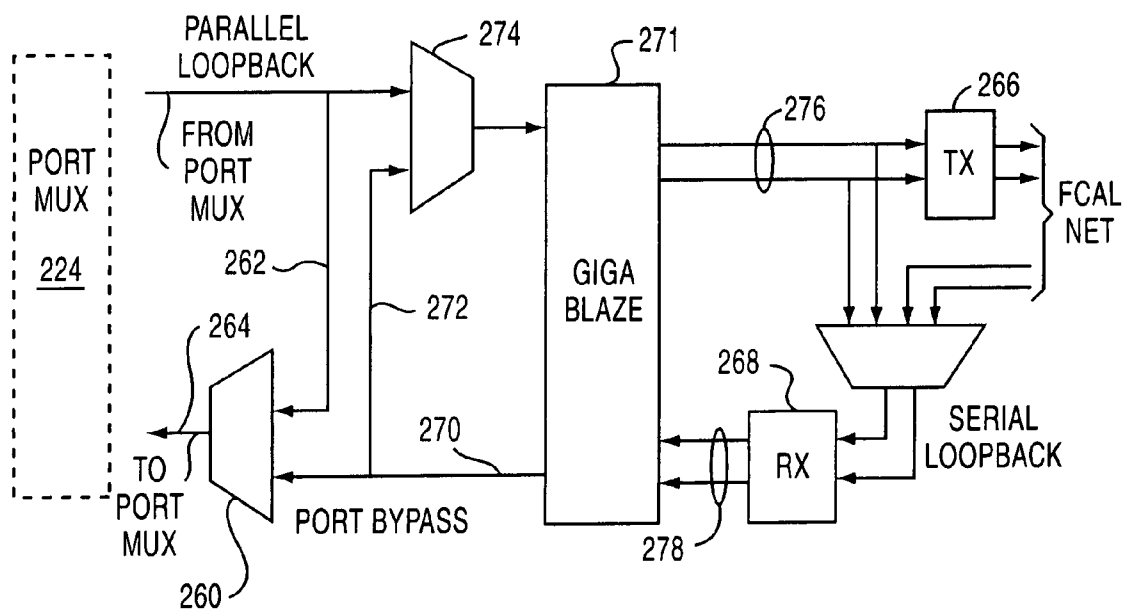 PARALLEL
LOOPBACK
274
271
276
266
PORT
MUX
224
FROM
PORT
MUX
TX
FCAL
NET
262
272
GIGA
BLAZE
264
268
SERIAL
LOOPBACK
270
RX
TO
PORT
MUX
PORT BYPASS
278
260